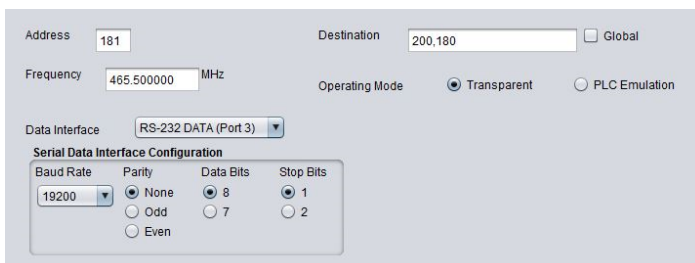 Address 181 Destination 200,180 Global
Frequency 465.500000 MHz Operating Mode Transparent PLC Emulation
Data Interface RS-232 DATA (Port 3)
Serial Data Interface Configuration
Baud Rate Parity Data Bits Stop Bits
19200 None 8 1
Odd 7 2
Even